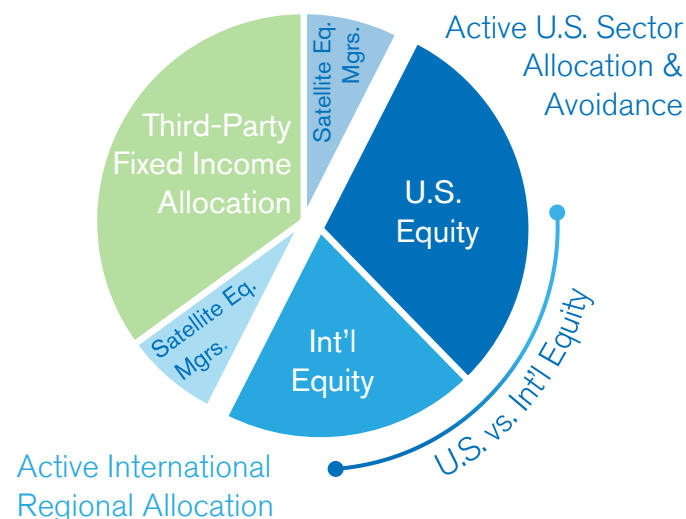 Active U.S. Sector
Allocation &
Avoidance
Satellite Eq.
Mgrs.
Third-Party
Fixed Income
Allocation
U.S.
Equity
Satellite Eq.
Mgrs.
Int'l
Equity
U.S. vs. Int'l Equity
Active International
Regional Allocation